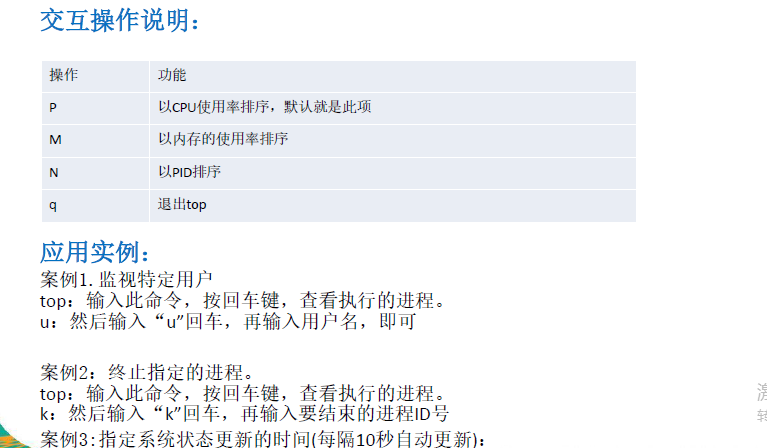 交互操作说明：
操作 功能
P 以CPU使用率排序，默认就是此项
M 以内存的使用率排序
N 以PID排序
q 退出top
应用实例：
案例1.监视特定用户
top：输入此命令，按回车键，查看执行的进程。
u：然后输入“u”回车，再输入用户名，即可
案例2：终止指定的进程。
top：输入此命令，按回车键，查看执行的进程。
k：然后输入“k”回车，再输入要结束的进程ID号
案例3:指定系统状态更新的时间(每隔10秒自动更新)：
转